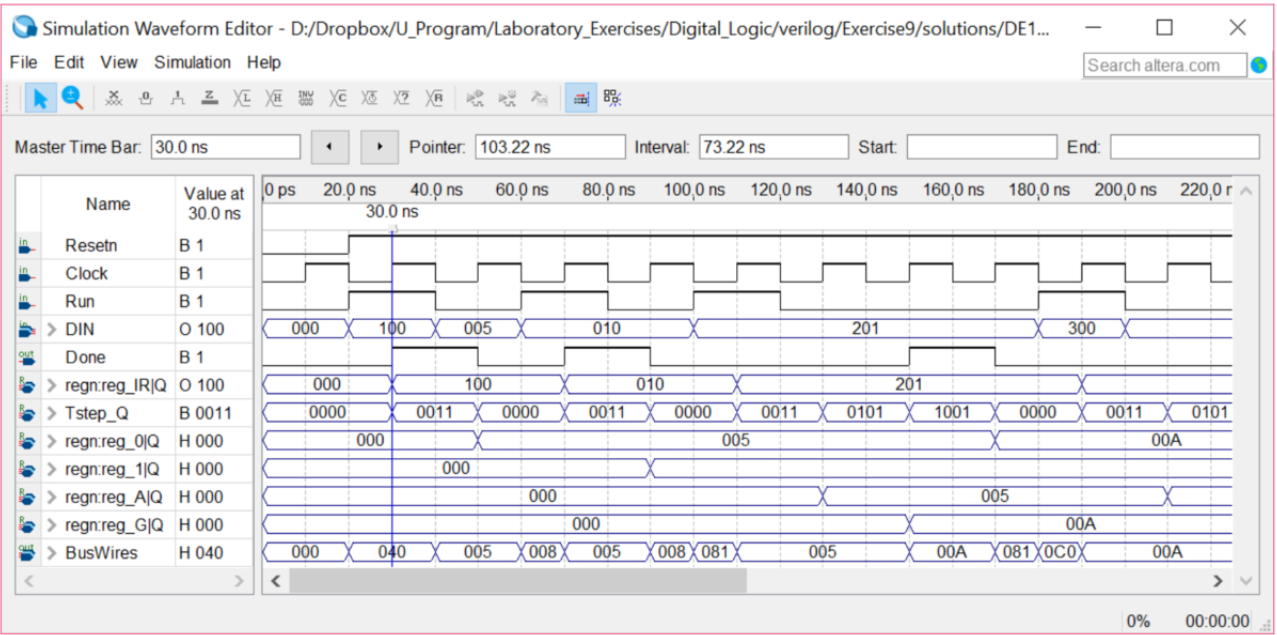 Simulation Waveform Editor - D:/Dropbox/U_Program/Laboratory_Exercises/Digital_Logic/verilog/Exercise9/solutions/DE1...
File Edit View Simulation Help
Search altera.com
Master Time Bar: 30.0 ns Pointer: 103.22 ns Interval: 73.22 ns Start: End:
Name Value at 30.0 ns
0 ps 20.0 ns 40.0 ns 60.0 ns 80.0 ns 100.0 ns 120.0 ns 140.0 ns 160.0 ns 180.0 ns 200.0 ns 220.0 r
30.0 ns
Resetn B 1
Clock B 1
Run B 1
DIN O 100 000 100 005 010 201 300
Done B 1
regn:reg_IR|Q O 100 000 100 010 201
Tstep_Q B 0011 0000 0011 0000 0011 0000 0011 0101 1001 0000 0011 0101
regn:reg_0|Q H 000 000 005 00A
regn:reg_1|Q H 000 000
regn:reg_A|Q H 000 000 005
regn:reg_G|Q H 000 000 00A
BusWires H 040 000 040 005 008 005 008 081 005 00A 081 0C0 00A
0% 00:00:00